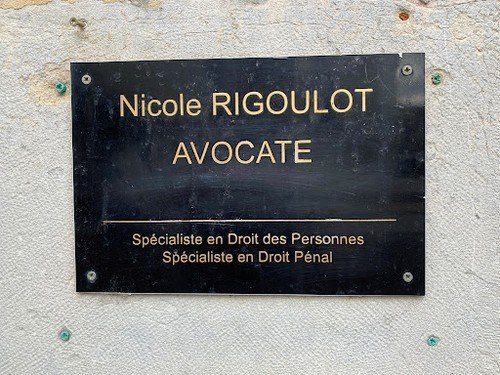 Nicole RIGOULOT
AVOCATE
Spécialiste en Droit des Personnes
Spécialiste en Droit Pénal